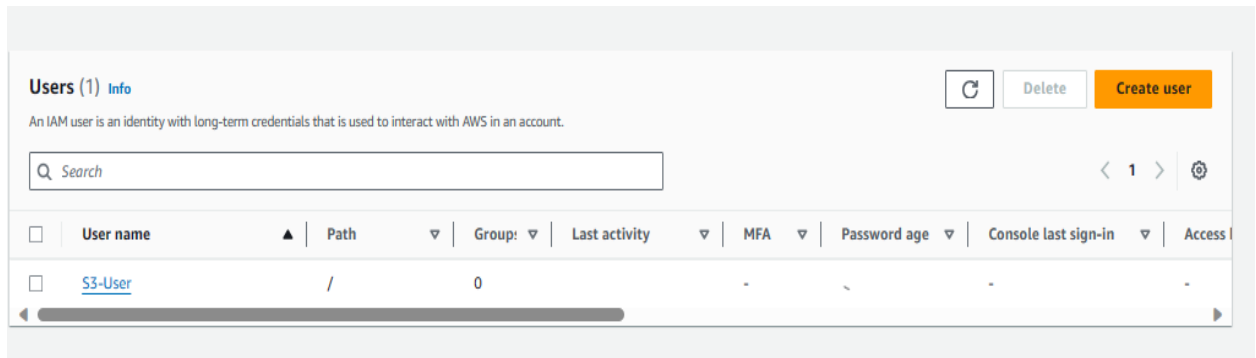 Users (1) Info
Delete
Create user
An IAM user is an identity with long-term credentials that is used to interact with AWS in an account.
Search
1
User name Path Group: Last activity MFA Password age Console last sign-in Access
S3-User / 0 - - -